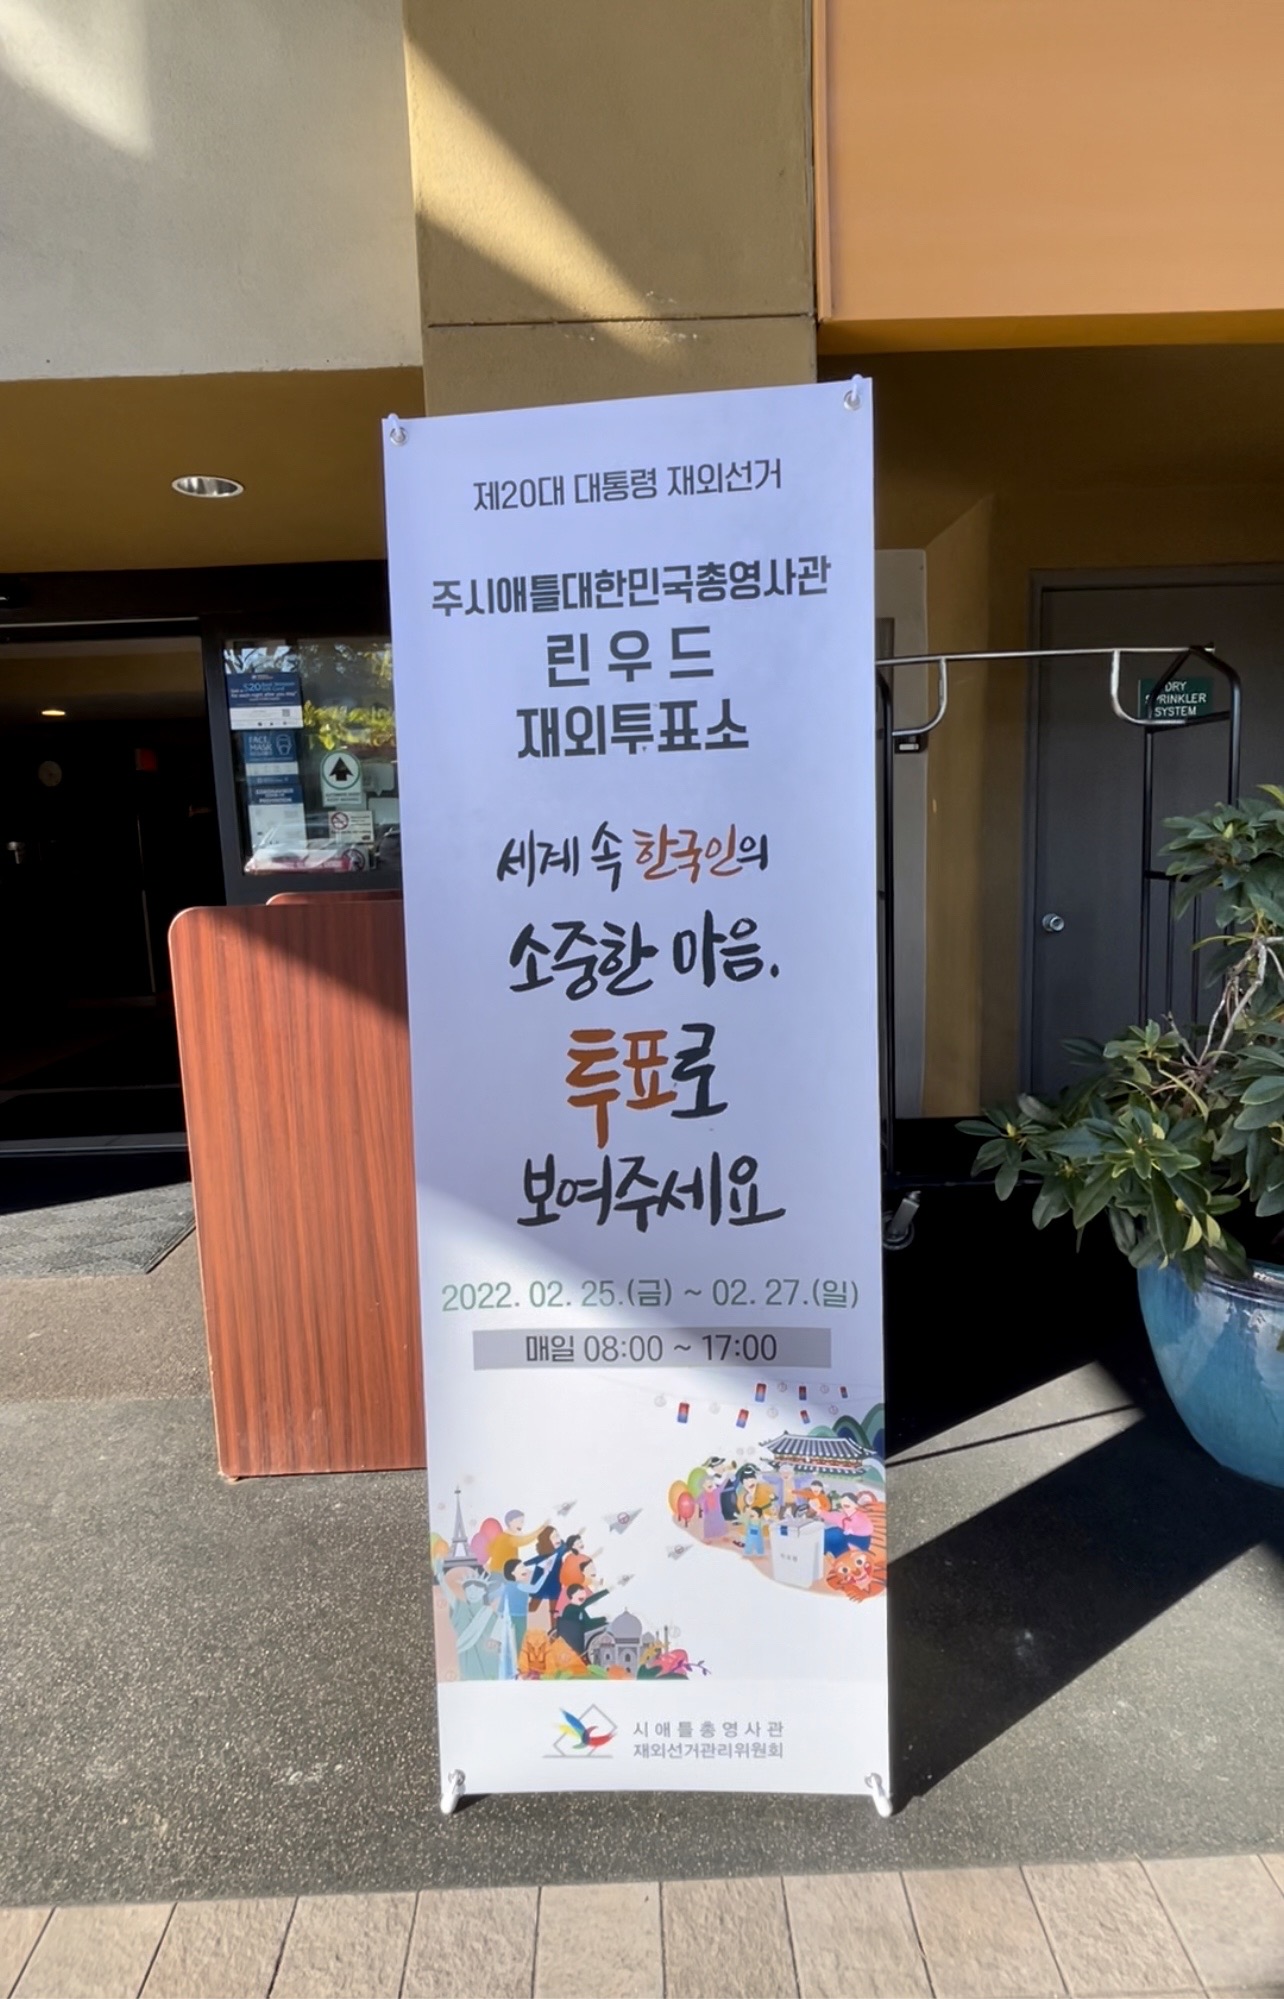 제20대 대통령 재외선거
주시애틀대한민국총영사관
린우드
재외투표소
세계 속 한국인의
소중한 마음.
투표로
보여주세요
2022. 02. 25.(금) ~ 02. 27.(일)
매일 08:00 ~ 17:00
시애틀총영사관
재외선거관리위원회
$20
FACE
MASK
DRY
SPRINKLER
SYSTEM